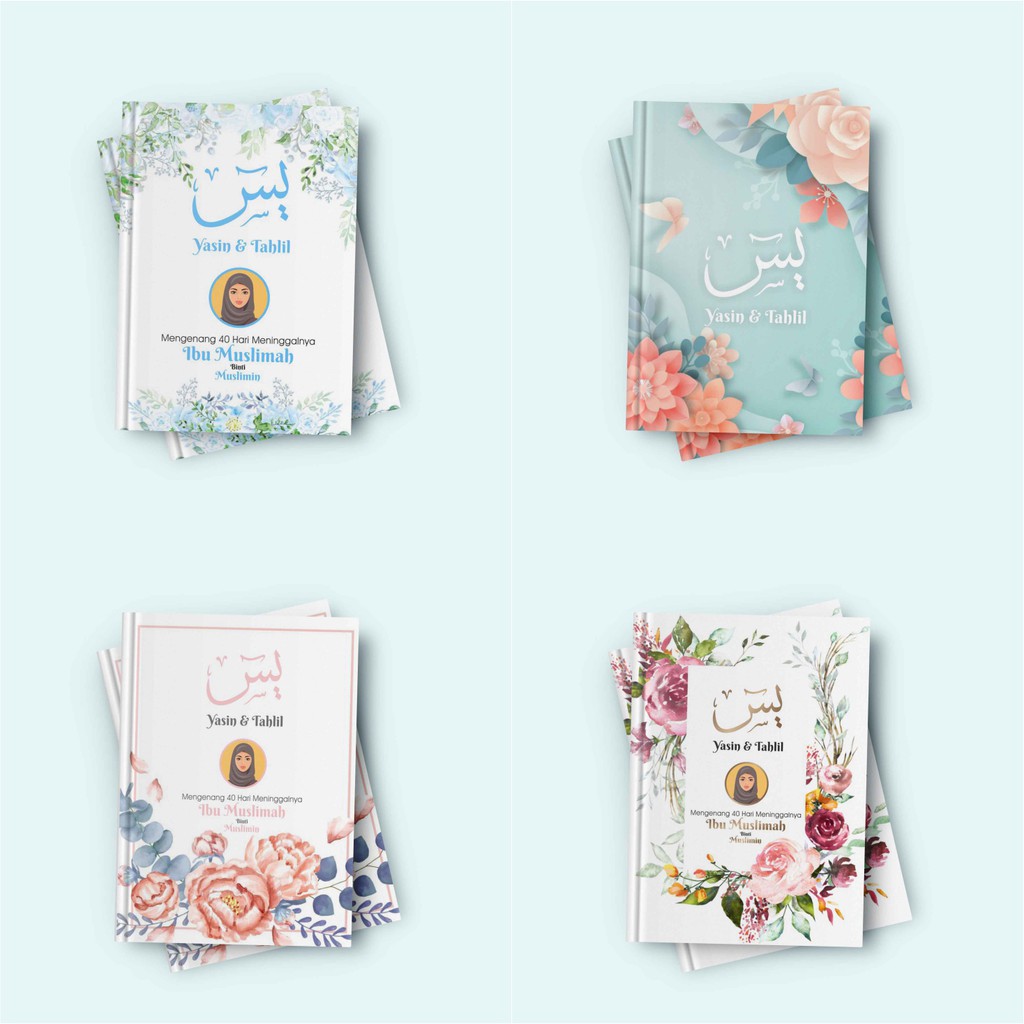 يس
Yasin & Tahlil
Mengenang 40 Hari Meninggalnya
Ibu Muslimah
Binti
Muslimin
يس
Yasin & Tahlil
يس
Yasin & Tahlil
Mengenang 40 Hari Meninggalnya
Ibu Muslimah
Binti
Muslimin
يس
Yasin & Tahlil
Mengenang 40 Hari Meninggalnya
Ibu Muslimah
Binti
Muslimin